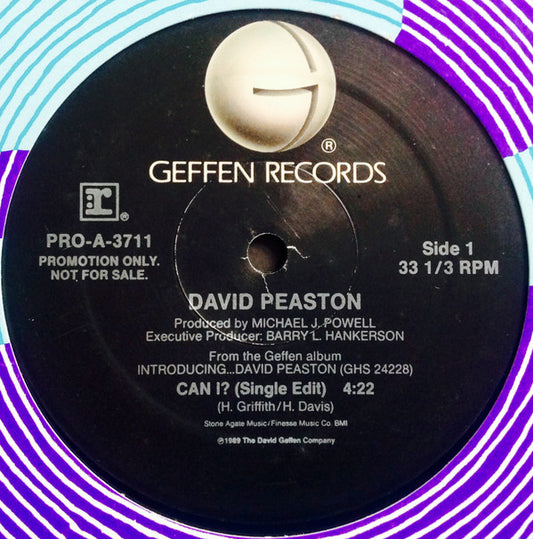 G
®
GEFFEN RECORDS
r®
PRO-A-3711
PROMOTION ONLY.
NOT FOR SALE.
Side 1
33 1/3 RPM
DAVID PEASTON
Produced by MICHAEL J. POWELL
Executive Producer: BARRY L. HANKERSON
From the Geffen album
INTRODUCING...DAVID PEASTON (GHS 24228)
CAN I? (Single Edit) 4:22
(H. Griffith/H. Davis)
Stone Agate Music/Finesse Music Co. BMI
℗1989 The David Geffen Company